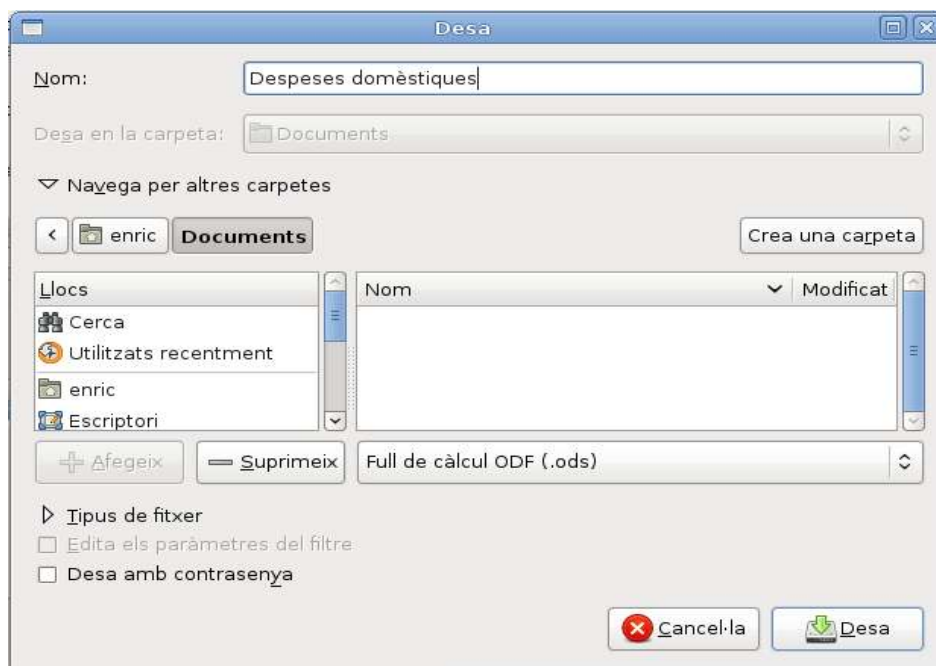 Desa
Nom: Despeses domèstiques
Desa en la carpeta: Documents
Navega per altres carpetes
< enric Documents Crea una carpeta
Llocs Nom Modificat
Cerca
Utilitzats recentment
enric
Escriptori
Afegeix Suprimeix Full de càlcul ODF (.ods)
Tipus de fitxer
Edita els paràmetres del filtre
Desa amb contrasenya
Cancel·la Desa